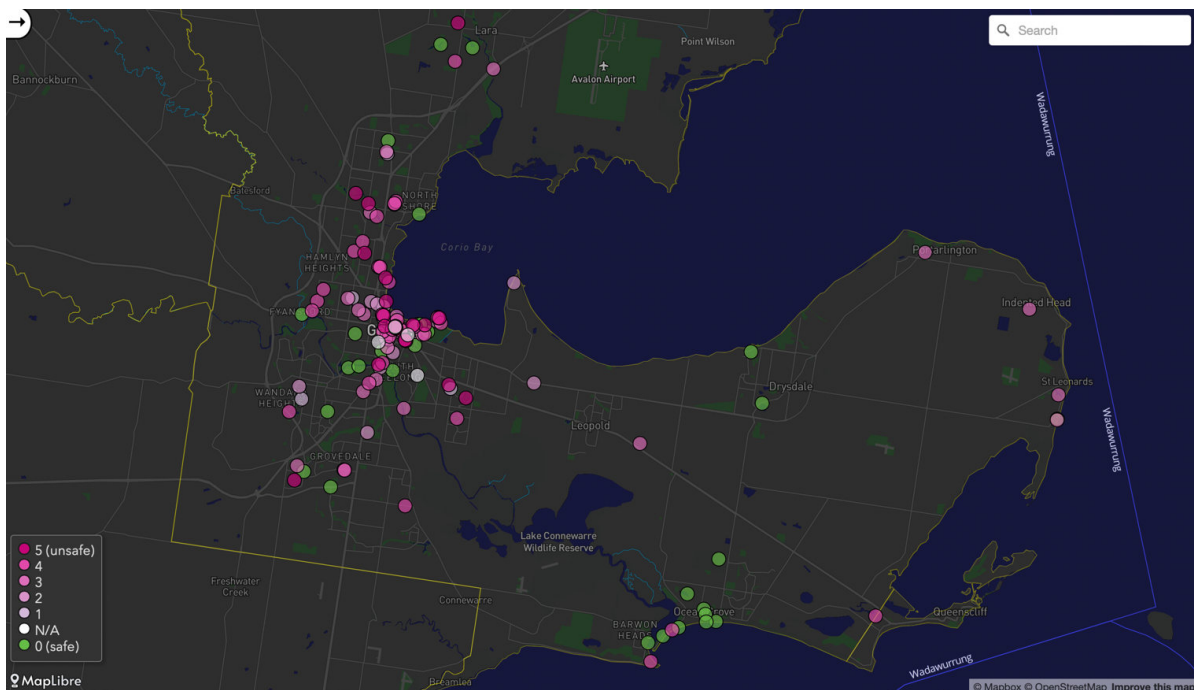 →
Search
Lara
Point Wilson
Avalon Airport
Bannockburn
Wadawurrung
Batesford
NORTH
SHORE
Corio Bay
HAMLYN
HEIGHTS
Portarlington
Indented Head
Drysdale
St Leonards
Leopold
GROVEDALE
Wadawurrung
Lake Connewarre
Wildlife Reserve
Freshwater
Creek
Connewarre
Ocean Grove
BARWON
HEADS
Queenscliff
Wadawurrung
Breamlea
5 (unsafe)
4
3
2
1
N/A
0 (safe)
MapLibre
© Mapbox © OpenStreetMap Improve this map